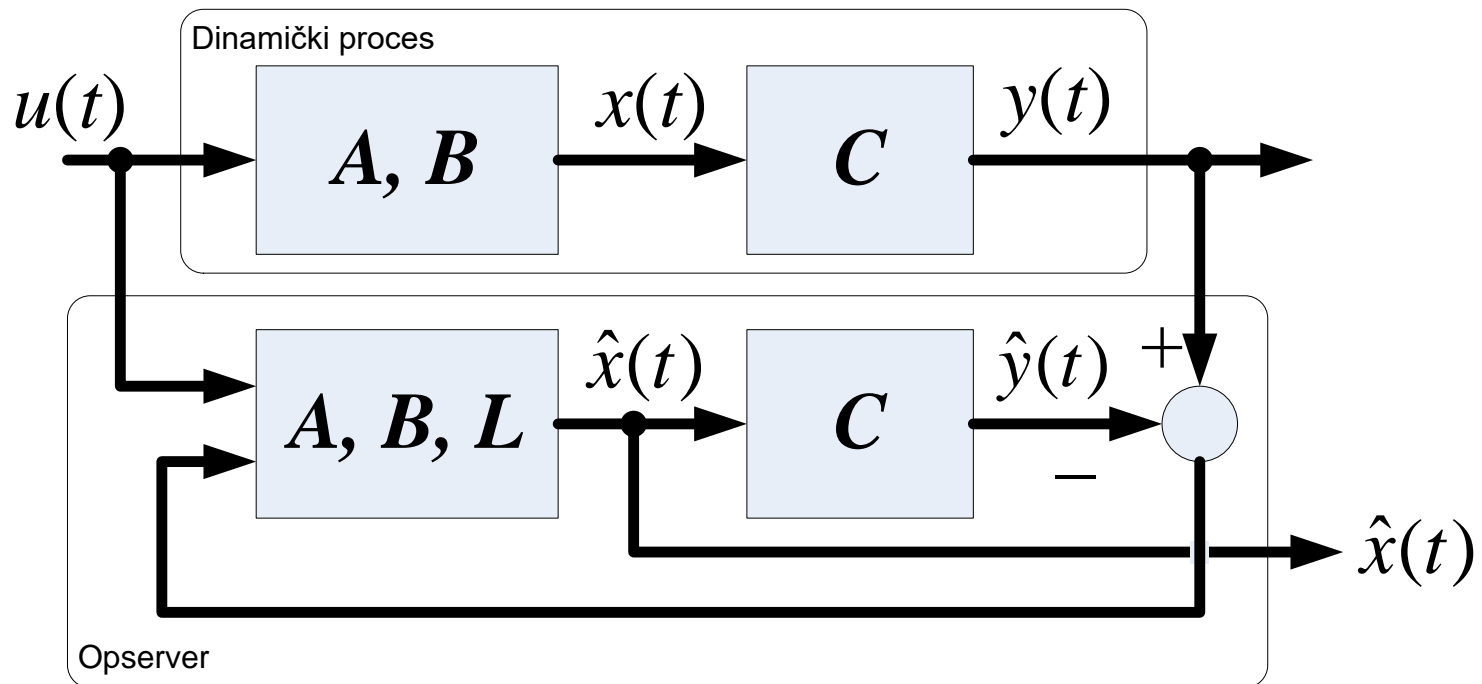 Dinamički proces
u(t)
A, B
x(t)
C
y(t)
A, B, L
x̂(t)
C
ŷ(t)
+
−
x̂(t)
Opserver